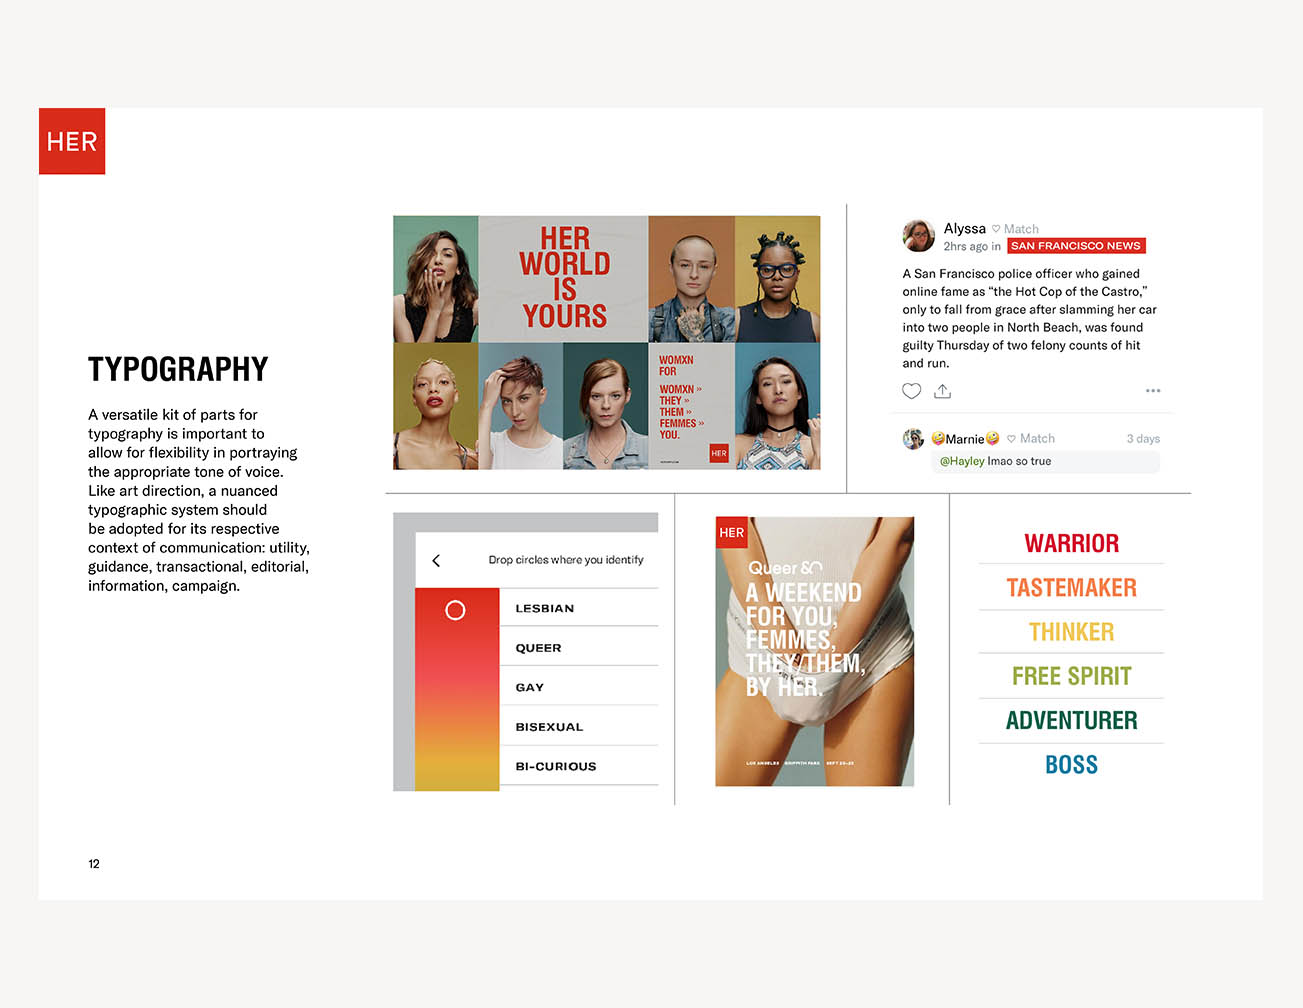 HER
TYPOGRAPHY
A versatile kit of parts for
typography is important to
allow for flexibility in portraying
the appropriate tone of voice.
Like art direction, a nuanced
typographic system should
be adopted for its respective
context of communication: utility,
guidance, transactional, editorial,
information, campaign.
12
HER
WORLD
IS
YOURS
WOMXN
FOR
WOMXN »
THEY »
THEM »
FEMMES »
YOU.
HER
Alyssa ♡ Match
2hrs ago in SAN FRANCISCO NEWS
A San Francisco police officer who gained
online fame as “the Hot Cop of the Castro,”
only to fall from grace after slamming her car
into two people in North Beach, was found
guilty Thursday of two felony counts of hit
and run.
🤪Marnie🤪 ♡ Match 3 days
@Hayley lmao so true
Drop circles where you identify
LESBIAN
QUEER
GAY
BISEXUAL
BI-CURIOUS
HER
Queer &
A WEEKEND
FOR YOU,
FEMMES,
THEY/THEM,
BY HER.
LOS ANGELES GRIFFITH PARK SEPT 20–23
WARRIOR
TASTEMAKER
THINKER
FREE SPIRIT
ADVENTURER
BOSS